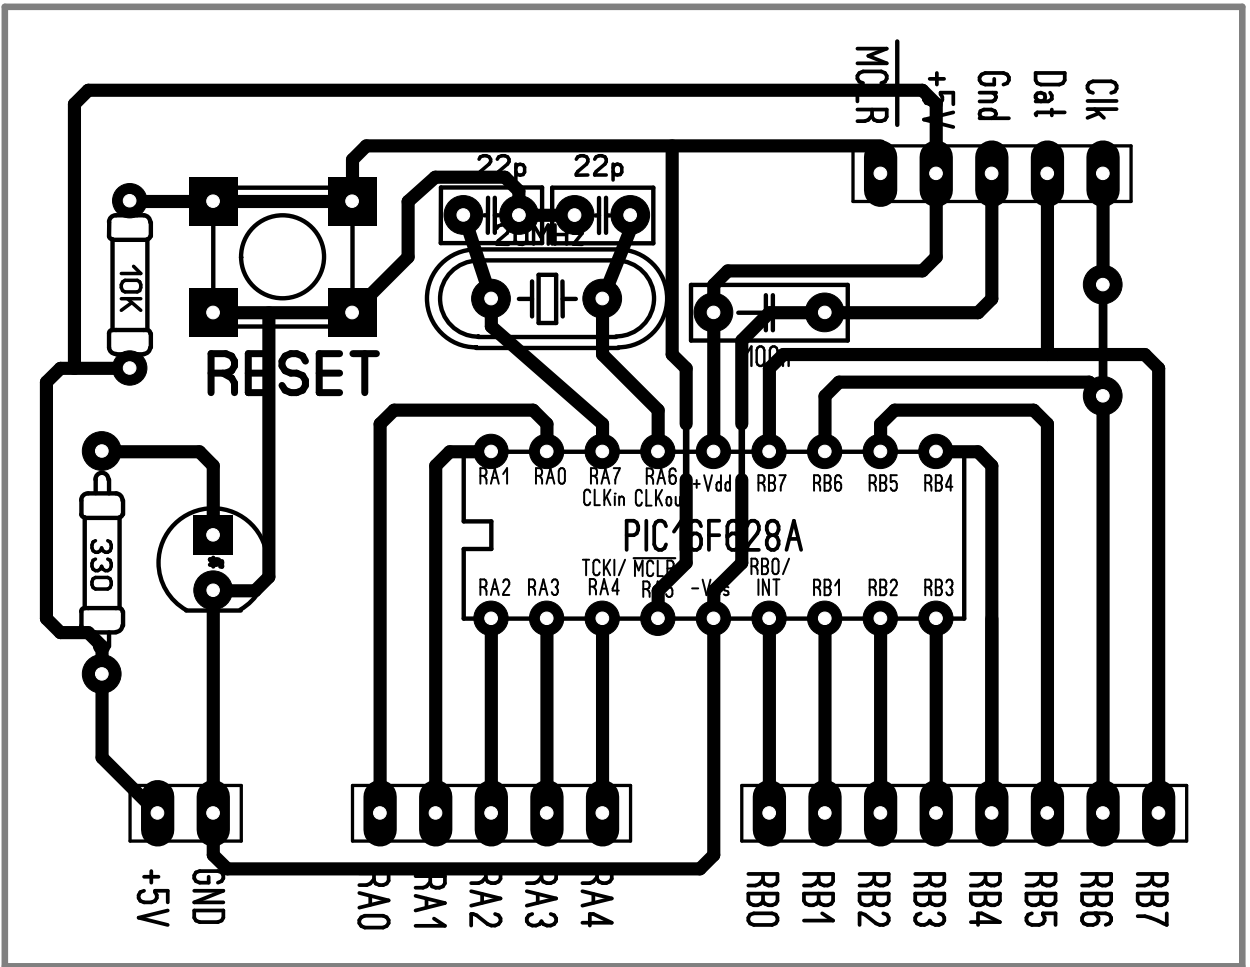 MCLR
+5V
Gnd
Dat
Clk
22p 22p
20MHz
10K
100n
RESET
RA1 RA0 RA7 RA6 +Vdd RB7 RB6 RB5 RB4
CLKin CLKout
PIC16F628A
330
TCKI/ MCLR RB0/
RA2 RA3 RA4 RA5 -Vss INT RB1 RB2 RB3
+5V
GND
RA0
RA1
RA2
RA3
RA4
RB0
RB1
RB2
RB3
RB4
RB5
RB6
RB7